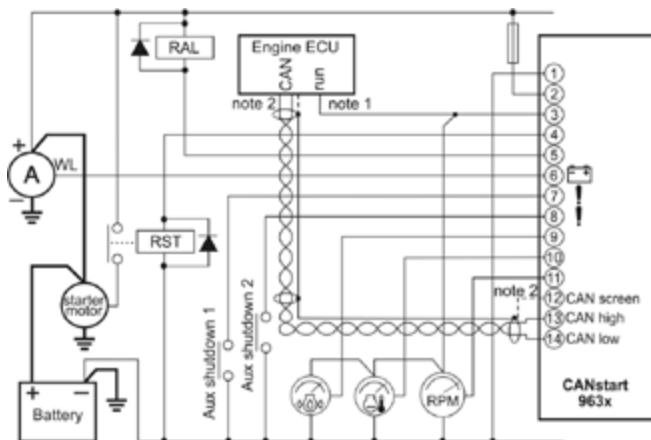 RAL
Engine ECU
CAN
run
note 2
note 1
1
2
3
4
5
6
7
8
9
10
11
12 CAN screen
13 CAN high
14 CAN low
note 2
CANstart
963x
+
A
WL
−
RST
starter
motor
Aux shutdown 1
Aux shutdown 2
RPM
+ −
Battery